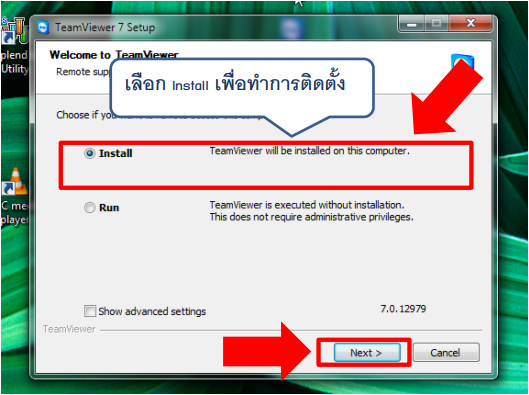 TeamViewer 7 Setup
Welcome to TeamViewer
Remote sup
เลือก Install เพื่อทำการติดตั้ง
Choose if you
Install
TeamViewer will be installed on this computer.
Run
TeamViewer is executed without installation.
This does not require administrative privileges.
Show advanced settings
7.0.12979
TeamViewer
Next >
Cancel
plend
Utility
C me
player